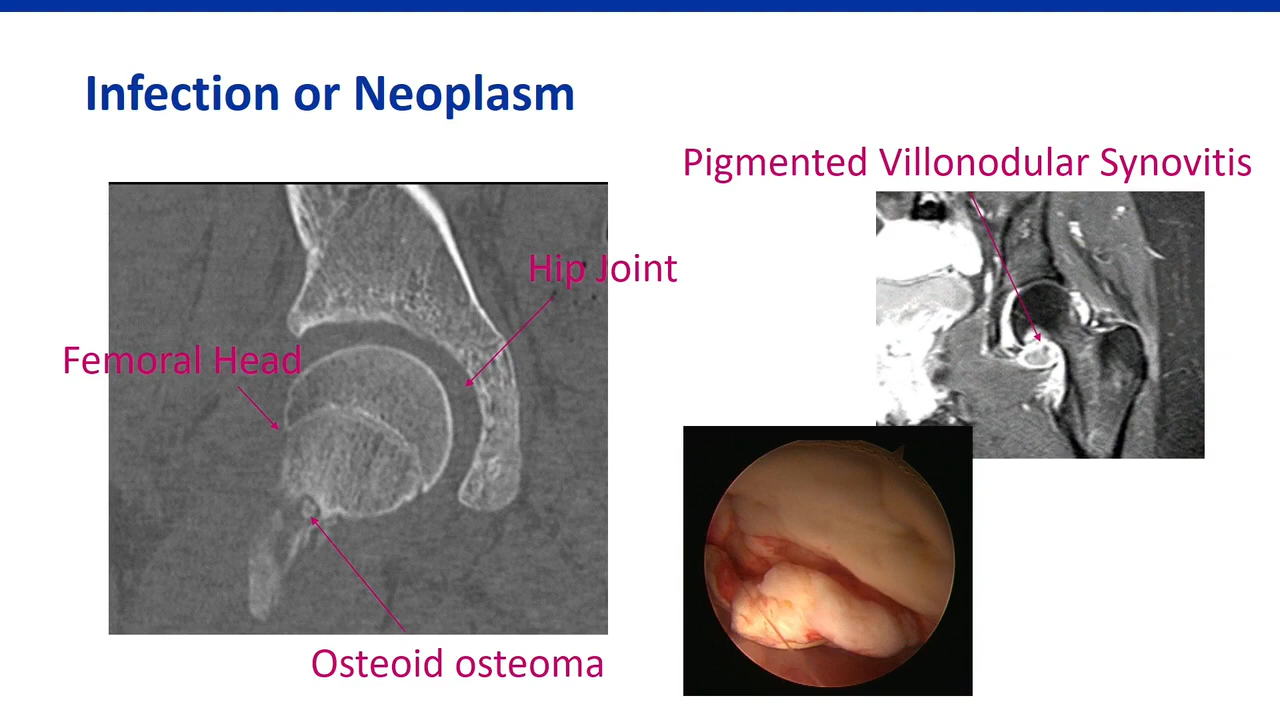 Infection or Neoplasm
Pigmented Villonodular Synovitis
Hip Joint
Femoral Head
Osteoid osteoma